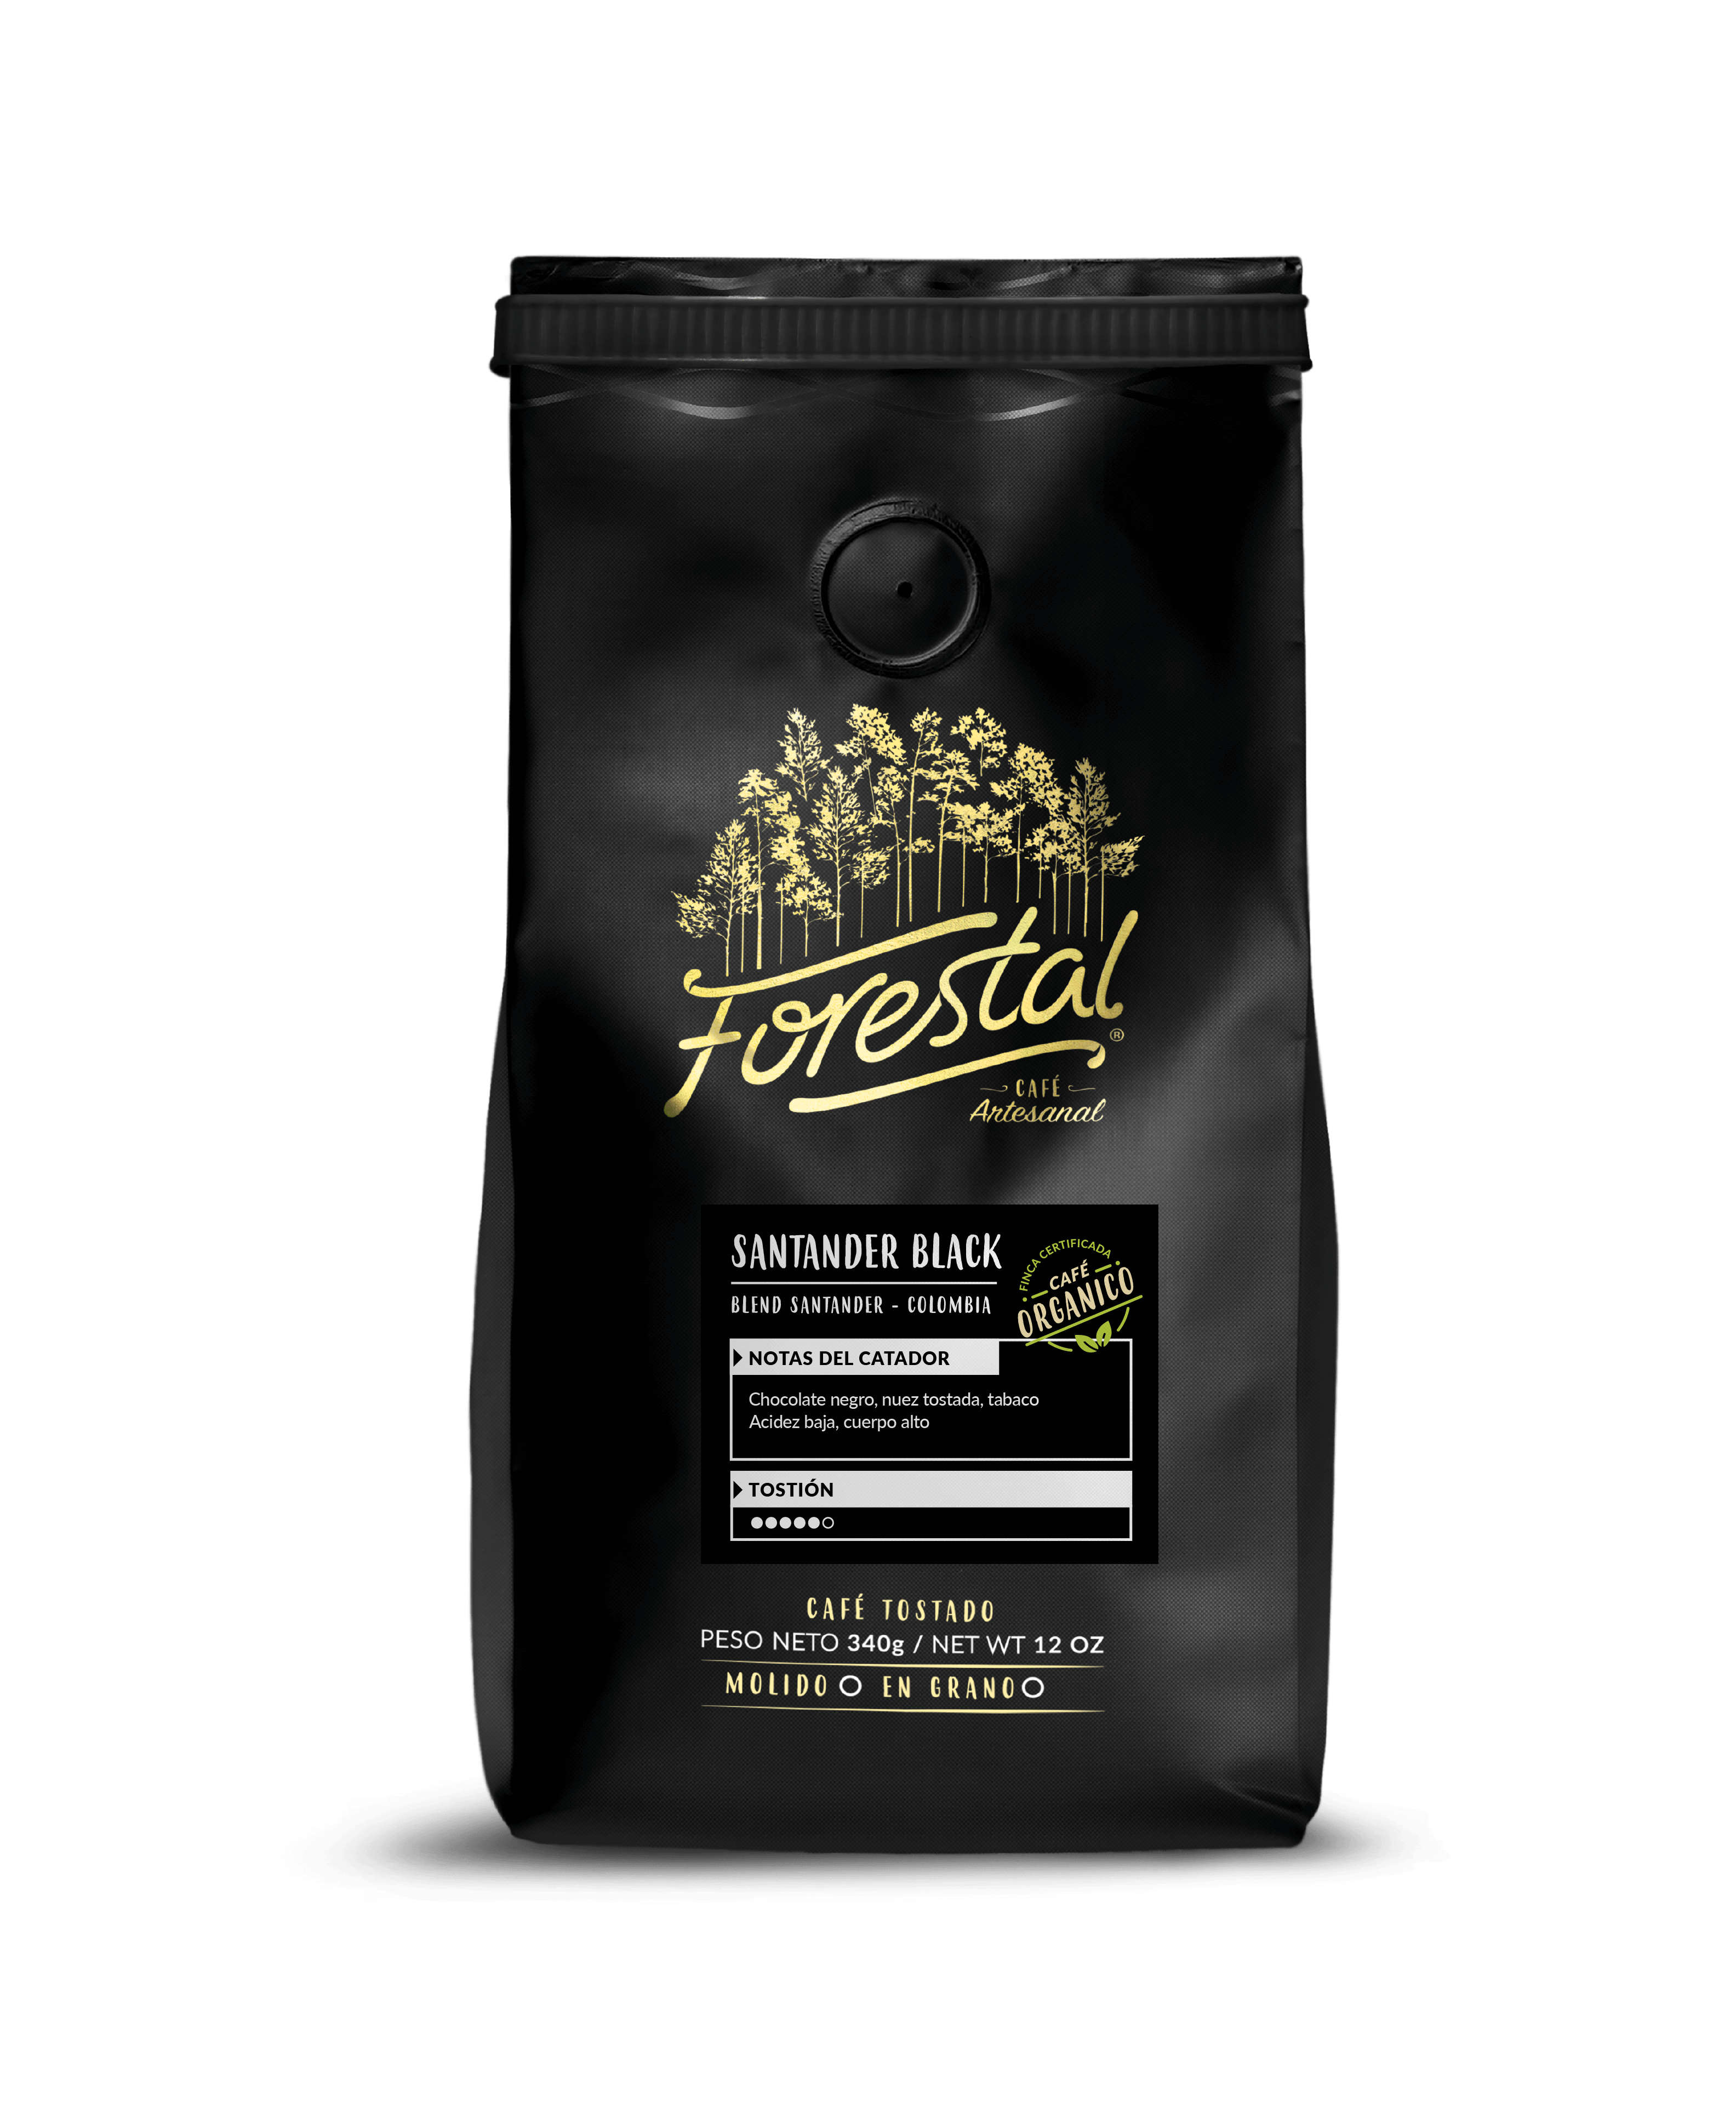 Forestal
®
CAFÉ
Artesanal
SANTANDER BLACK
BLEND SANTANDER - COLOMBIA
FINCA CERTIFICADA
CAFÉ
ORGANICO
NOTAS DEL CATADOR
Chocolate negro, nuez tostada, tabaco
Acidez baja, cuerpo alto
TOSTIÓN
CAFÉ TOSTADO
PESO NETO 340g / NET WT 12 OZ
MOLIDO EN GRANO